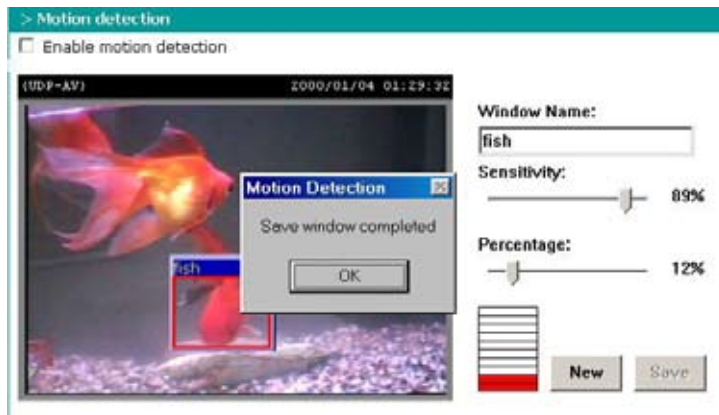 > Motion detection
Enable motion detection
(UDP-AV) 2000/01/04 01:29:32
Window Name:
fish
Sensitivity:
89%
Percentage:
12%
fish
Motion Detection
Save window completed
OK
New Save